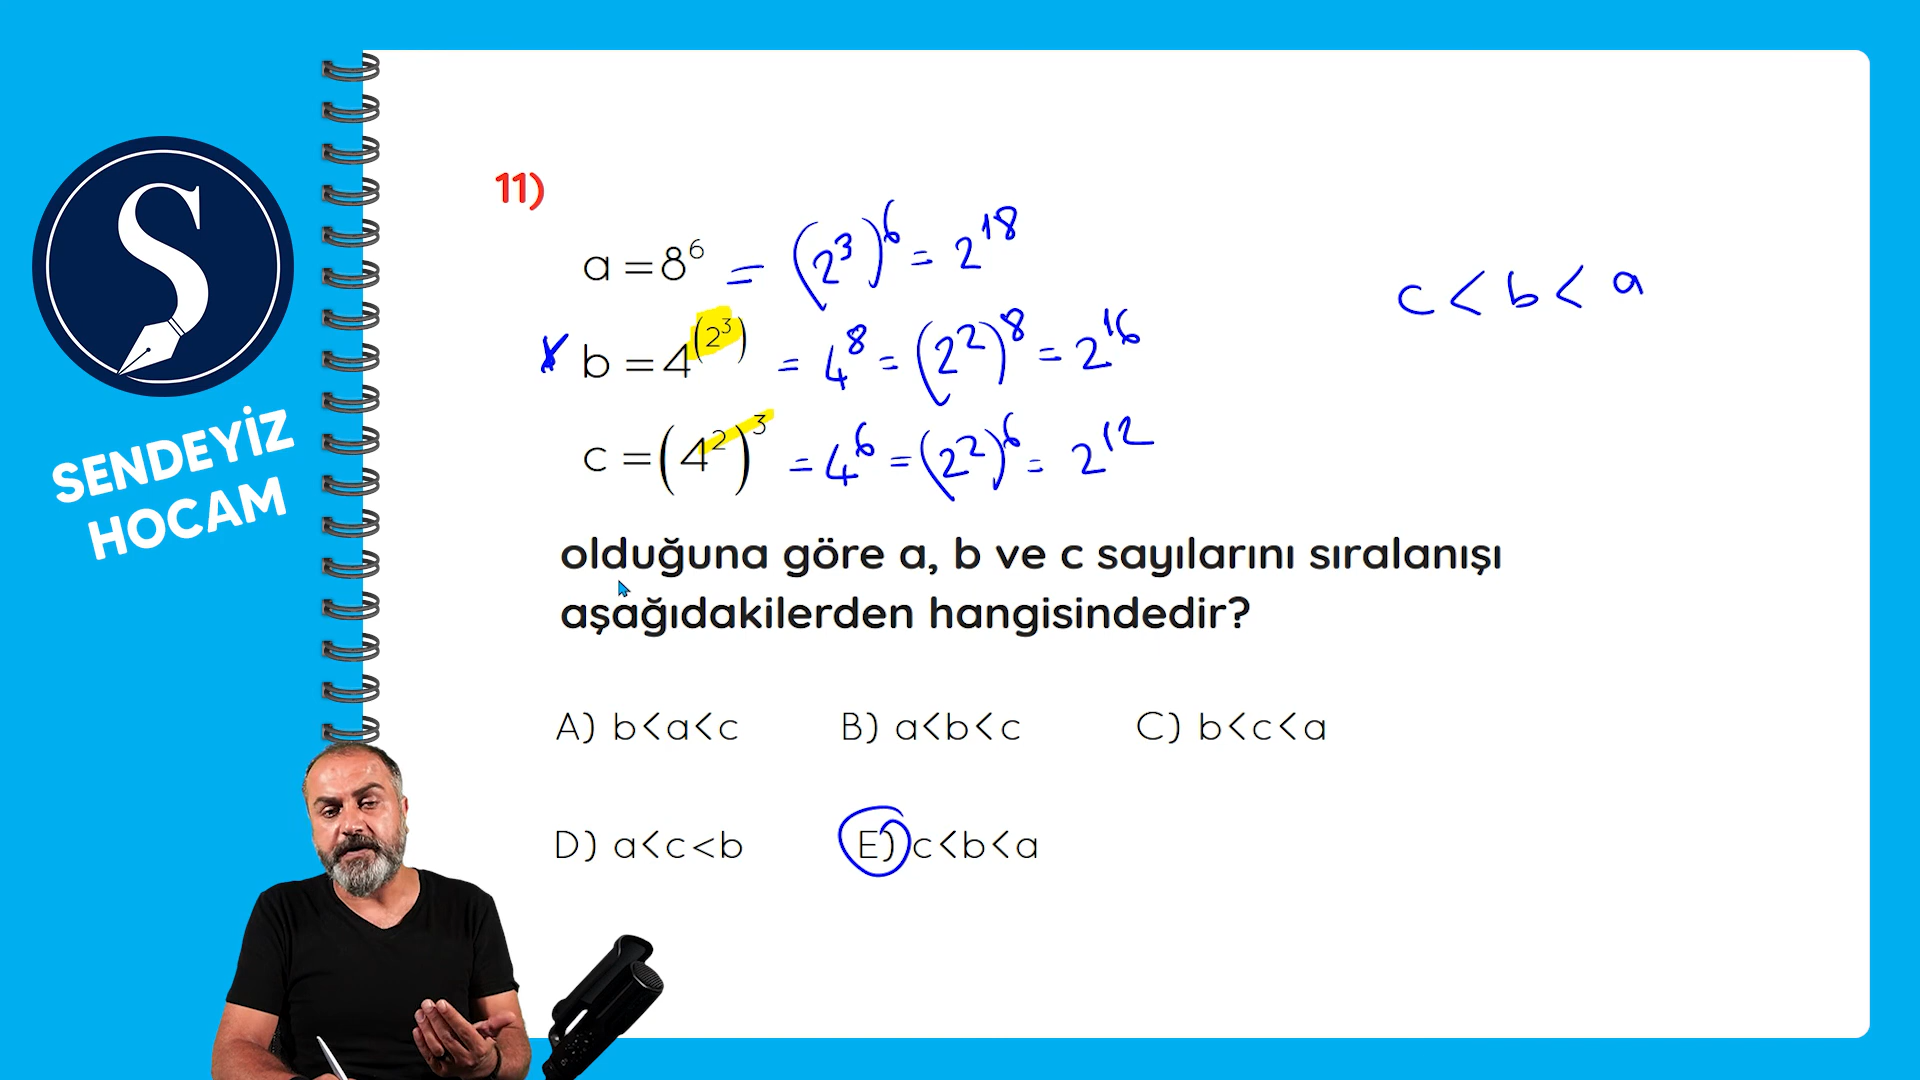 SENDEYİZ
HOCAM
11)
a = 8⁶ = (2³)⁶ = 2¹⁸
b = 4^(2³) = 4⁸ = (2²)⁸ = 2¹⁶
c = (4²)³ = 4⁶ = (2²)⁶ = 2¹²
c < b < a
olduğuna göre a, b ve c sayılarını sıralanışı
aşağıdakilerden hangisindedir?
A) b<a<c B) a<b<c C) b<c<a
D) a<c<b E) c<b<a